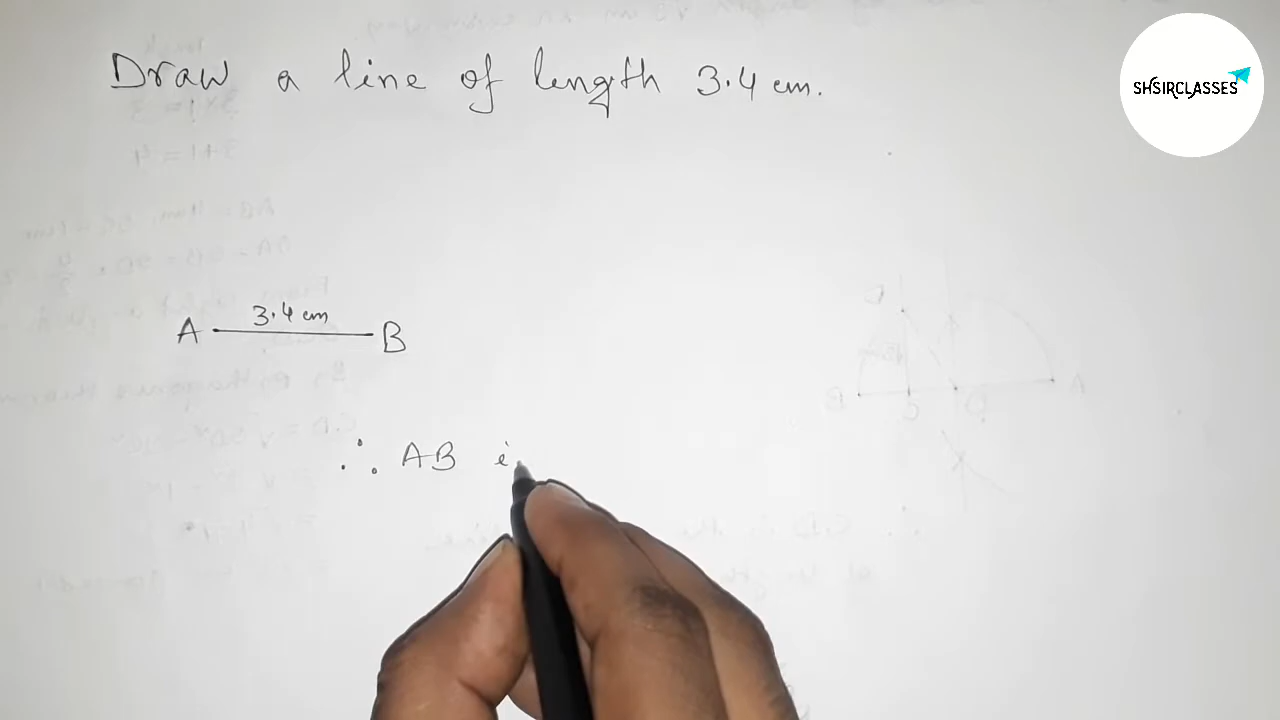 Draw a line of length 3.4 cm.
SHSIRCLASSES
3.4 cm
A B
∴ AB i